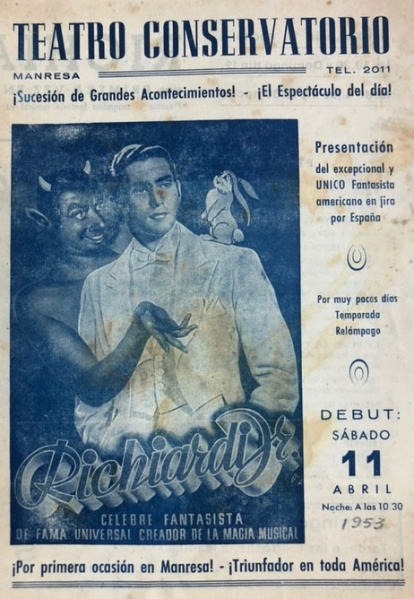 TEATRO CONSERVATORIO
MANRESA TEL. 2011
¡Sucesión de Grandes Acontecimientos! - ¡El Espectáculo del día!
Presentación
del excepcional y
UNICO Fantasista
americano en jira
por España
Por muy pocos días
Temporada
Relámpago
DEBUT:
SÁBADO
11
ABRIL
Noche: A las 10.30
1953
Richiardi Jr.
CELEBRE FANTASISTA
DE FAMA UNIVERSAL CREADOR DE LA MAGIA MUSICAL
¡Por primera ocasión en Manresa! - ¡Triunfador en toda América!